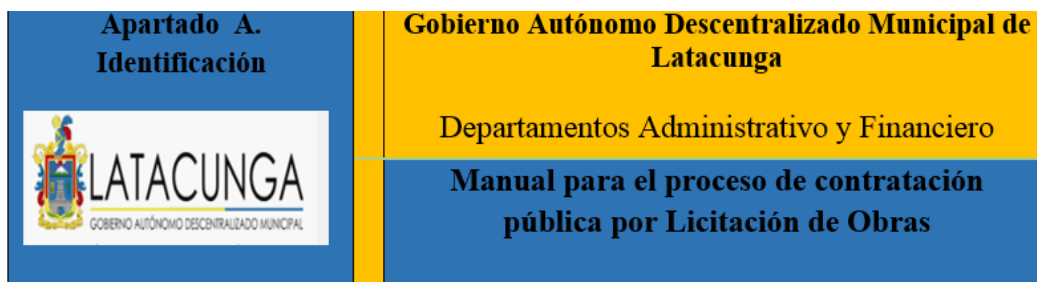 Apartado A.
Identificación
LATACUNGA
GOBIERNO AUTÓNOMO DESCENTRALIZADO MUNICIPAL
Gobierno Autónomo Descentralizado Municipal de
Latacunga
Departamentos Administrativo y Financiero
Manual para el proceso de contratación
pública por Licitación de Obras